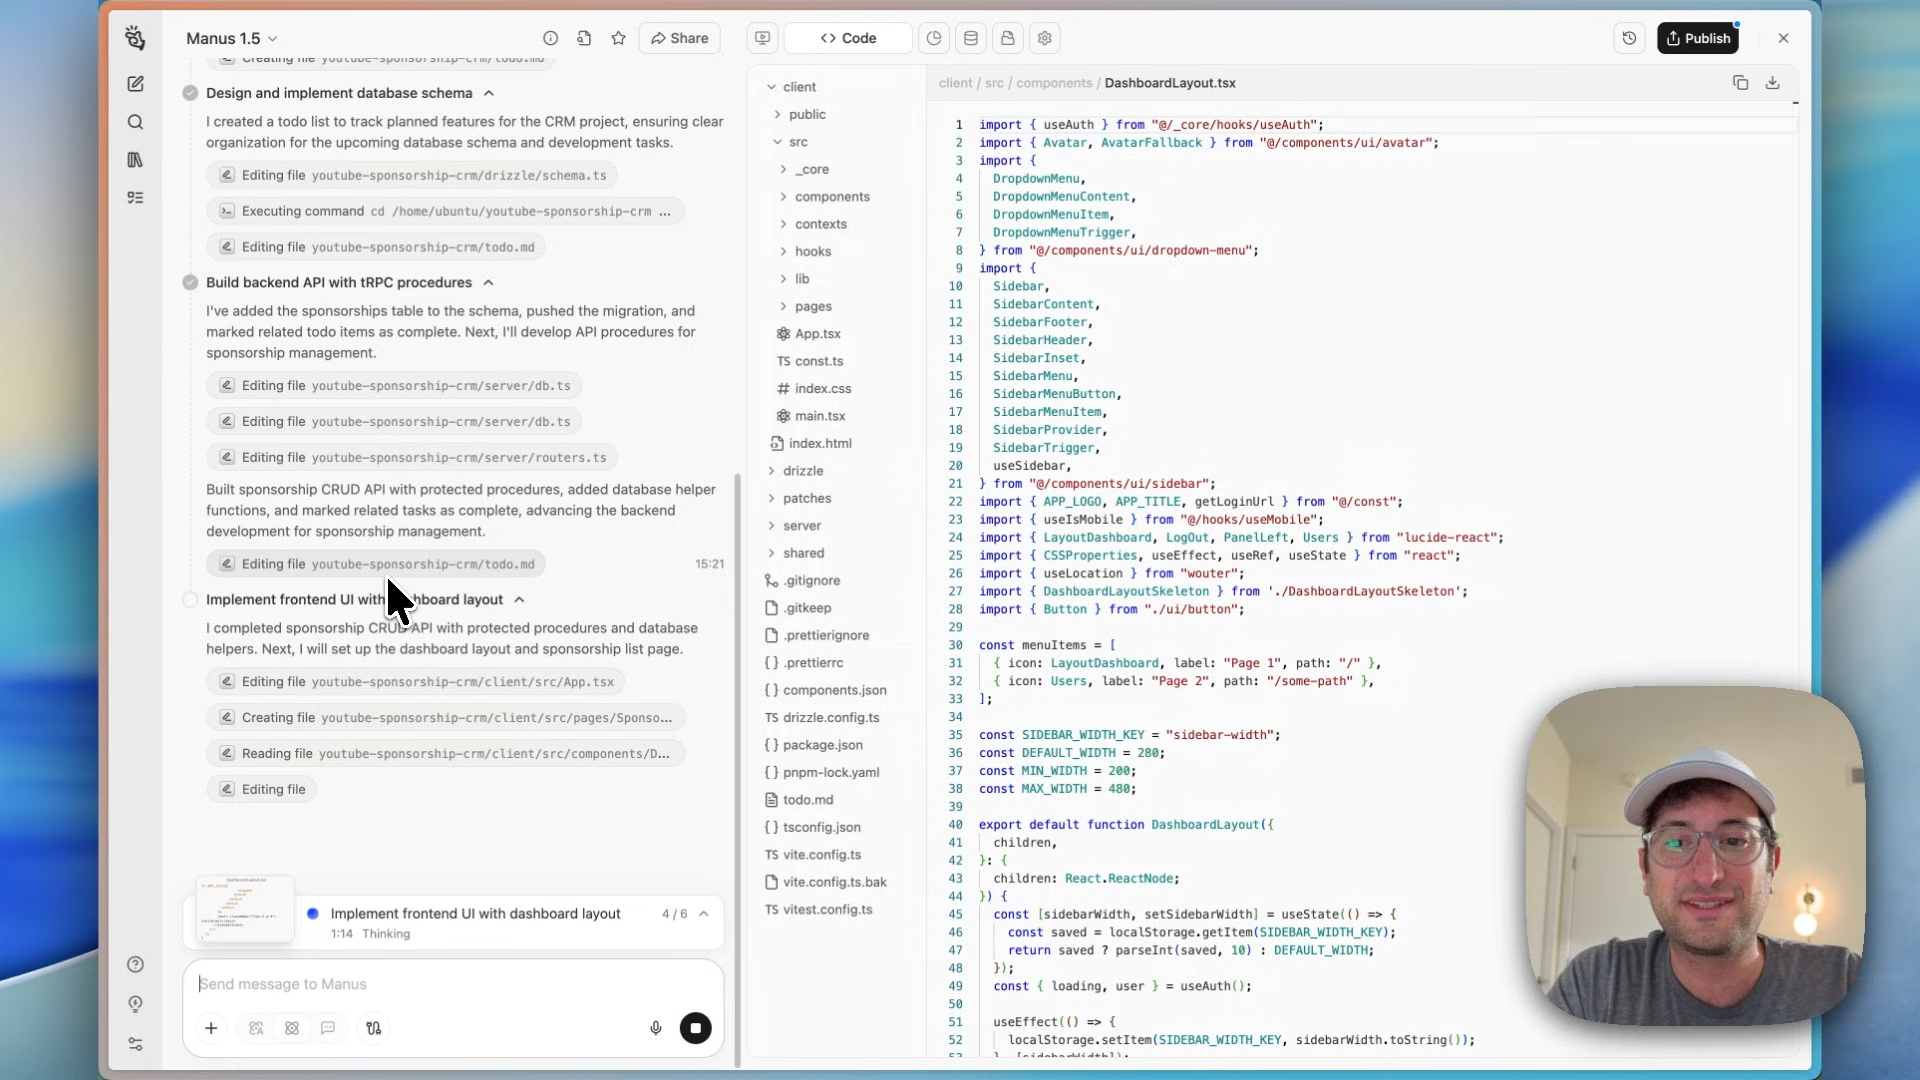 Manus 1.5
Share
Code
Publish
Creating file youtube-sponsorship-crm/todo.md
Design and implement database schema
I created a todo list to track planned features for the CRM project, ensuring clear
organization for the upcoming database schema and development tasks.
Editing file youtube-sponsorship-crm/drizzle/schema.ts
Executing command cd /home/ubuntu/youtube-sponsorship-crm ...
Editing file youtube-sponsorship-crm/todo.md
Build backend API with tRPC procedures
I've added the sponsorships table to the schema, pushed the migration, and
marked related todo items as complete. Next, I'll develop API procedures for
sponsorship management.
Editing file youtube-sponsorship-crm/server/db.ts
Editing file youtube-sponsorship-crm/server/db.ts
Editing file youtube-sponsorship-crm/server/routers.ts
Built sponsorship CRUD API with protected procedures, added database helper
functions, and marked related tasks as complete, advancing the backend
development for sponsorship management.
Editing file youtube-sponsorship-crm/todo.md
15:21
Implement frontend UI with dashboard layout
I completed sponsorship CRUD API with protected procedures and database
helpers. Next, I will set up the dashboard layout and sponsorship list page.
Editing file youtube-sponsorship-crm/client/src/App.tsx
Creating file youtube-sponsorship-crm/client/src/pages/Sponso...
Reading file youtube-sponsorship-crm/client/src/components/D...
Editing file
Implement frontend UI with dashboard layout 4 / 6
1:14 Thinking
Send message to Manus
client
public
src
_core
components
contexts
hooks
lib
pages
App.tsx
TS const.ts
# index.css
main.tsx
index.html
drizzle
patches
server
shared
.gitignore
.gitkeep
.prettierignore
{ } .prettierrc
{ } components.json
TS drizzle.config.ts
{ } package.json
{ } pnpm-lock.yaml
todo.md
{ } tsconfig.json
TS vite.config.ts
vite.config.ts.bak
TS vitest.config.ts
client / src / components / DashboardLayout.tsx
1 import { useAuth } from "@/_core/hooks/useAuth";
2 import { Avatar, AvatarFallback } from "@/components/ui/avatar";
3 import {
4 DropdownMenu,
5 DropdownMenuContent,
6 DropdownMenuItem,
7 DropdownMenuTrigger,
8 } from "@/components/ui/dropdown-menu";
9 import {
10 Sidebar,
11 SidebarContent,
12 SidebarFooter,
13 SidebarHeader,
14 SidebarInset,
15 SidebarMenu,
16 SidebarMenuButton,
17 SidebarMenuItem,
18 SidebarProvider,
19 SidebarTrigger,
20 useSidebar,
21 } from "@/components/ui/sidebar";
22 import { APP_LOGO, APP_TITLE, getLoginUrl } from "@/const";
23 import { useIsMobile } from "@/hooks/useMobile";
24 import { LayoutDashboard, LogOut, PanelLeft, Users } from "lucide-react";
25 import { CSSProperties, useEffect, useRef, useState } from "react";
26 import { useLocation } from "wouter";
27 import { DashboardLayoutSkeleton } from './DashboardLayoutSkeleton';
28 import { Button } from "./ui/button";
29
30 const menuItems = [
31 { icon: LayoutDashboard, label: "Page 1", path: "/" },
32 { icon: Users, label: "Page 2", path: "/some-path" },
33 ];
34
35 const SIDEBAR_WIDTH_KEY = "sidebar-width";
36 const DEFAULT_WIDTH = 280;
37 const MIN_WIDTH = 200;
38 const MAX_WIDTH = 480;
39
40 export default function DashboardLayout({
41 children,
42 }: {
43 children: React.ReactNode;
44 }) {
45 const [sidebarWidth, setSidebarWidth] = useState(() => {
46 const saved = localStorage.getItem(SIDEBAR_WIDTH_KEY);
47 return saved ? parseInt(saved, 10) : DEFAULT_WIDTH;
48 });
49 const { loading, user } = useAuth();
50
51 useEffect(() => {
52 localStorage.setItem(SIDEBAR_WIDTH_KEY, sidebarWidth.toString());
53 }, [sidebarWidth]);